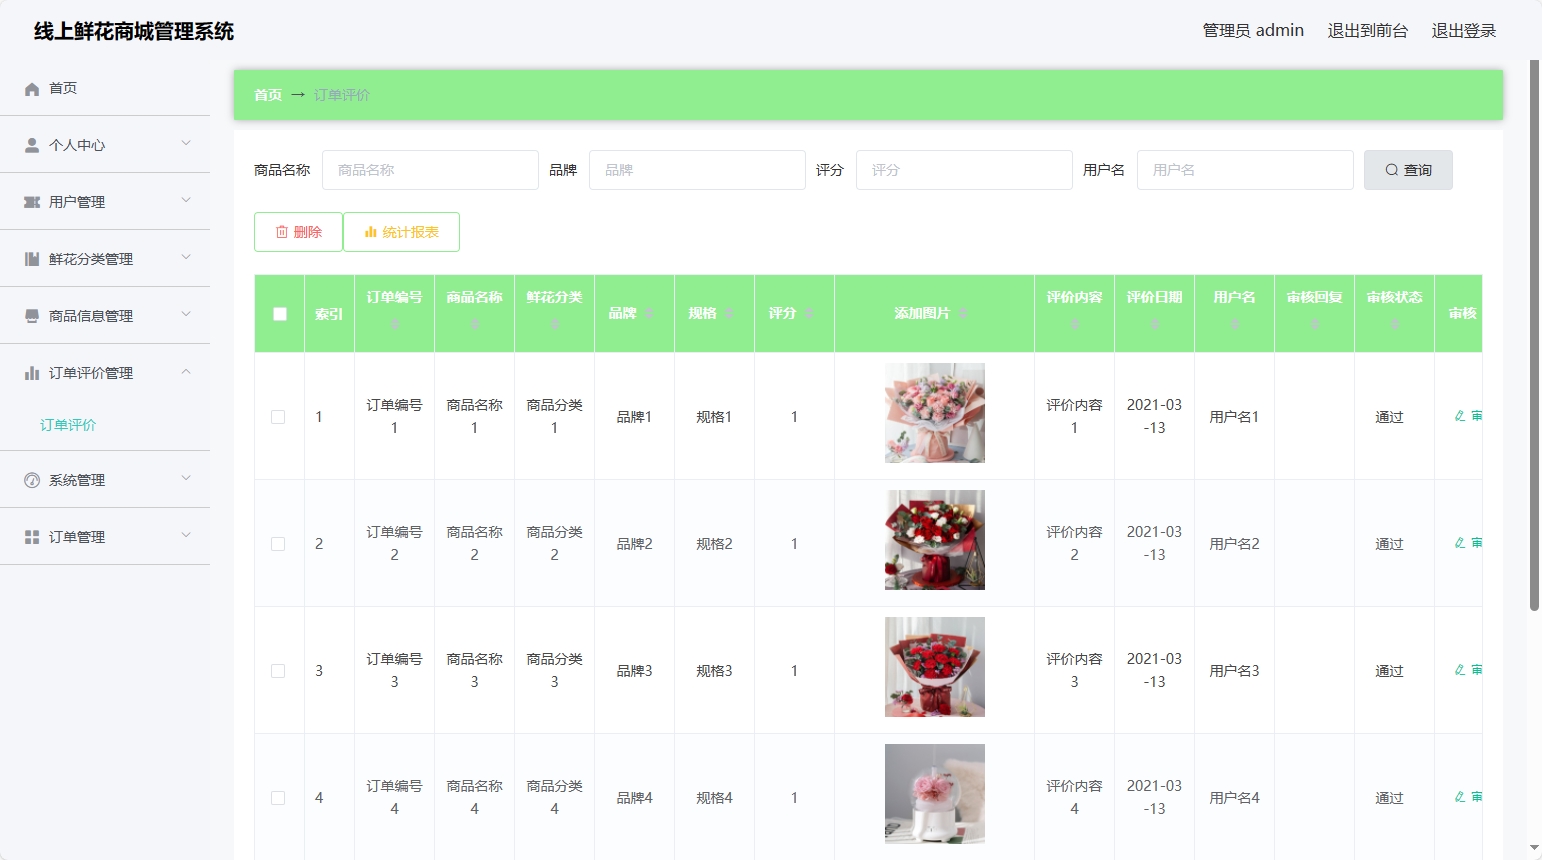 线上鲜花商城管理系统
管理员 admin 退出到前台 退出登录
首页
个人中心
用户管理
鲜花分类管理
商品信息管理
订单评价管理
订单评价
系统管理
订单管理
首页 → 订单评价
商品名称 商品名称 品牌 品牌 评分 评分 用户名 用户名 查询
删除 统计报表
索引 订单编号 商品名称 鲜花分类 品牌 规格 评分 添加图片 评价内容 评价日期 用户名 审核回复 审核状态 审核
1 订单编号1 商品名称1 商品分类1 品牌1 规格1 1 评价内容1 2021-03-13 用户名1 通过 审
2 订单编号2 商品名称2 商品分类2 品牌2 规格2 1 评价内容2 2021-03-13 用户名2 通过 审
3 订单编号3 商品名称3 商品分类3 品牌3 规格3 1 评价内容3 2021-03-13 用户名3 通过 审
4 订单编号4 商品名称4 商品分类4 品牌4 规格4 1 评价内容4 2021-03-13 用户名4 通过 审